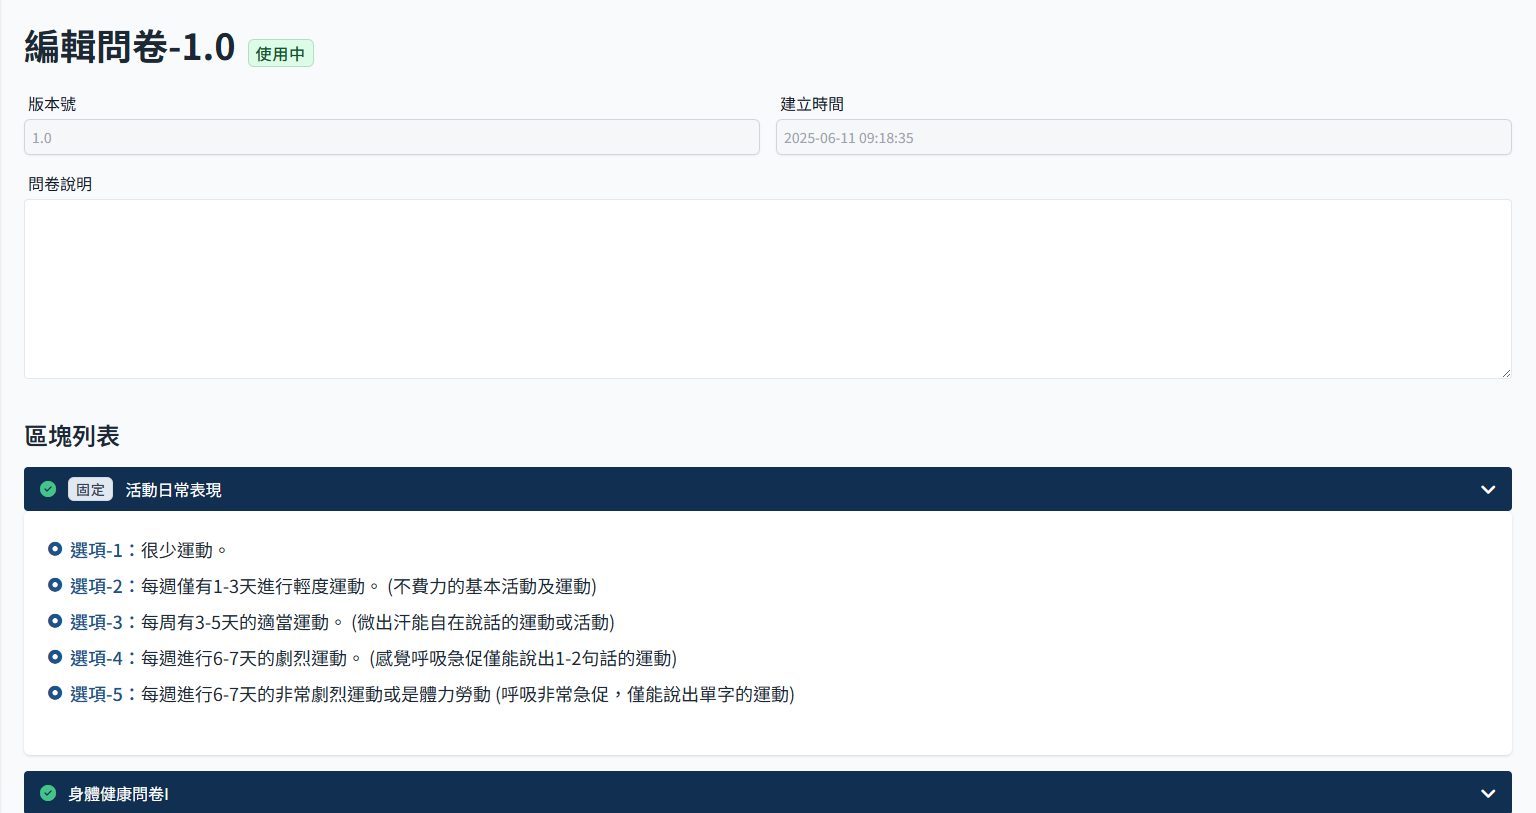 編輯問卷-1.0 使用中
版本號 建立時間
1.0 2025-06-11 09:18:35
問卷說明
區塊列表
固定 活動日常表現
選項-1：很少運動。
選項-2：每週僅有1-3天進行輕度運動。 (不費力的基本活動及運動)
選項-3：每周有3-5天的適當運動。 (微出汗能自在說話的運動或活動)
選項-4：每週進行6-7天的劇烈運動。 (感覺呼吸急促僅能說出1-2句話的運動)
選項-5：每週進行6-7天的非常劇烈運動或是體力勞動 (呼吸非常急促，僅能說出單字的運動)
身體健康問卷I